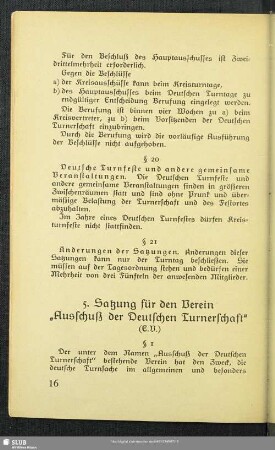 Für den Beschluß des Hauptausschusses ist Zwei-
drittelmehrheit erforderlich.
Gegen die Beschlüsse
a) der Kreisausschüsse kann beim Kreisturntage,
b) des Hauptausschusses beim Deutschen Turntage zu
endgültiger Entscheidung Berufung eingelegt werden.
Die Berufung ist binnen vier Wochen zu a) beim
Kreisvertreter, zu b) beim Vorsitzenden der Deutschen
Turnerschaft einzubringen.
Durch die Berufung wird die vorläufige Ausführung
der Beschlüsse nicht aufgehoben.
§ 20
Deutsche Turnfeste und andere gemeinsame
Veranstaltungen. Die Deutschen Turnfeste und
andere gemeinsame Veranstaltungen finden in größeren
Zwischenräumen statt und sind ohne Prunk und über-
mäßige Belastung der Turnerschaft und des Festortes
abzuhalten.
Im Jahre eines Deutschen Turnfestes dürfen Kreis-
turnfeste nicht stattfinden.
§ 21
Änderungen der Satzungen. Änderungen dieser
Satzungen kann nur der Turntag beschließen. Sie
müssen auf der Tagesordnung stehen und bedürfen einer
Mehrheit von drei Fünfteln der anwesenden Mitglieder.
5. Satzung für den Verein
„Ausschuß der Deutschen Turnerschaft“
(E.V.)
§ 1
Der unter dem Namen „Ausschuß der Deutschen
Turnerschaft“ bestehende Verein hat den Zweck, die
deutsche Turnsache im allgemeinen und besonders
16
SLUB